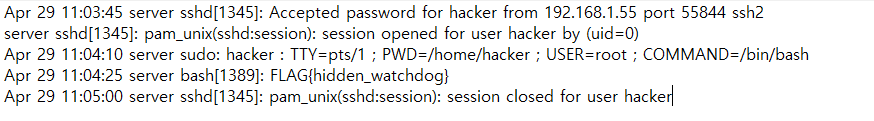 Apr 29 11:03:45 server sshd[1345]: Accepted password for hacker from 192.168.1.55 port 55844 ssh2
server sshd[1345]: pam_unix(sshd:session): session opened for user hacker by (uid=0)
Apr 29 11:04:10 server sudo: hacker : TTY=pts/1 ; PWD=/home/hacker ; USER=root ; COMMAND=/bin/bash
Apr 29 11:04:25 server bash[1389]: FLAG{hidden_watchdog}
Apr 29 11:05:00 server sshd[1345]: pam_unix(sshd:session): session closed for user hacker